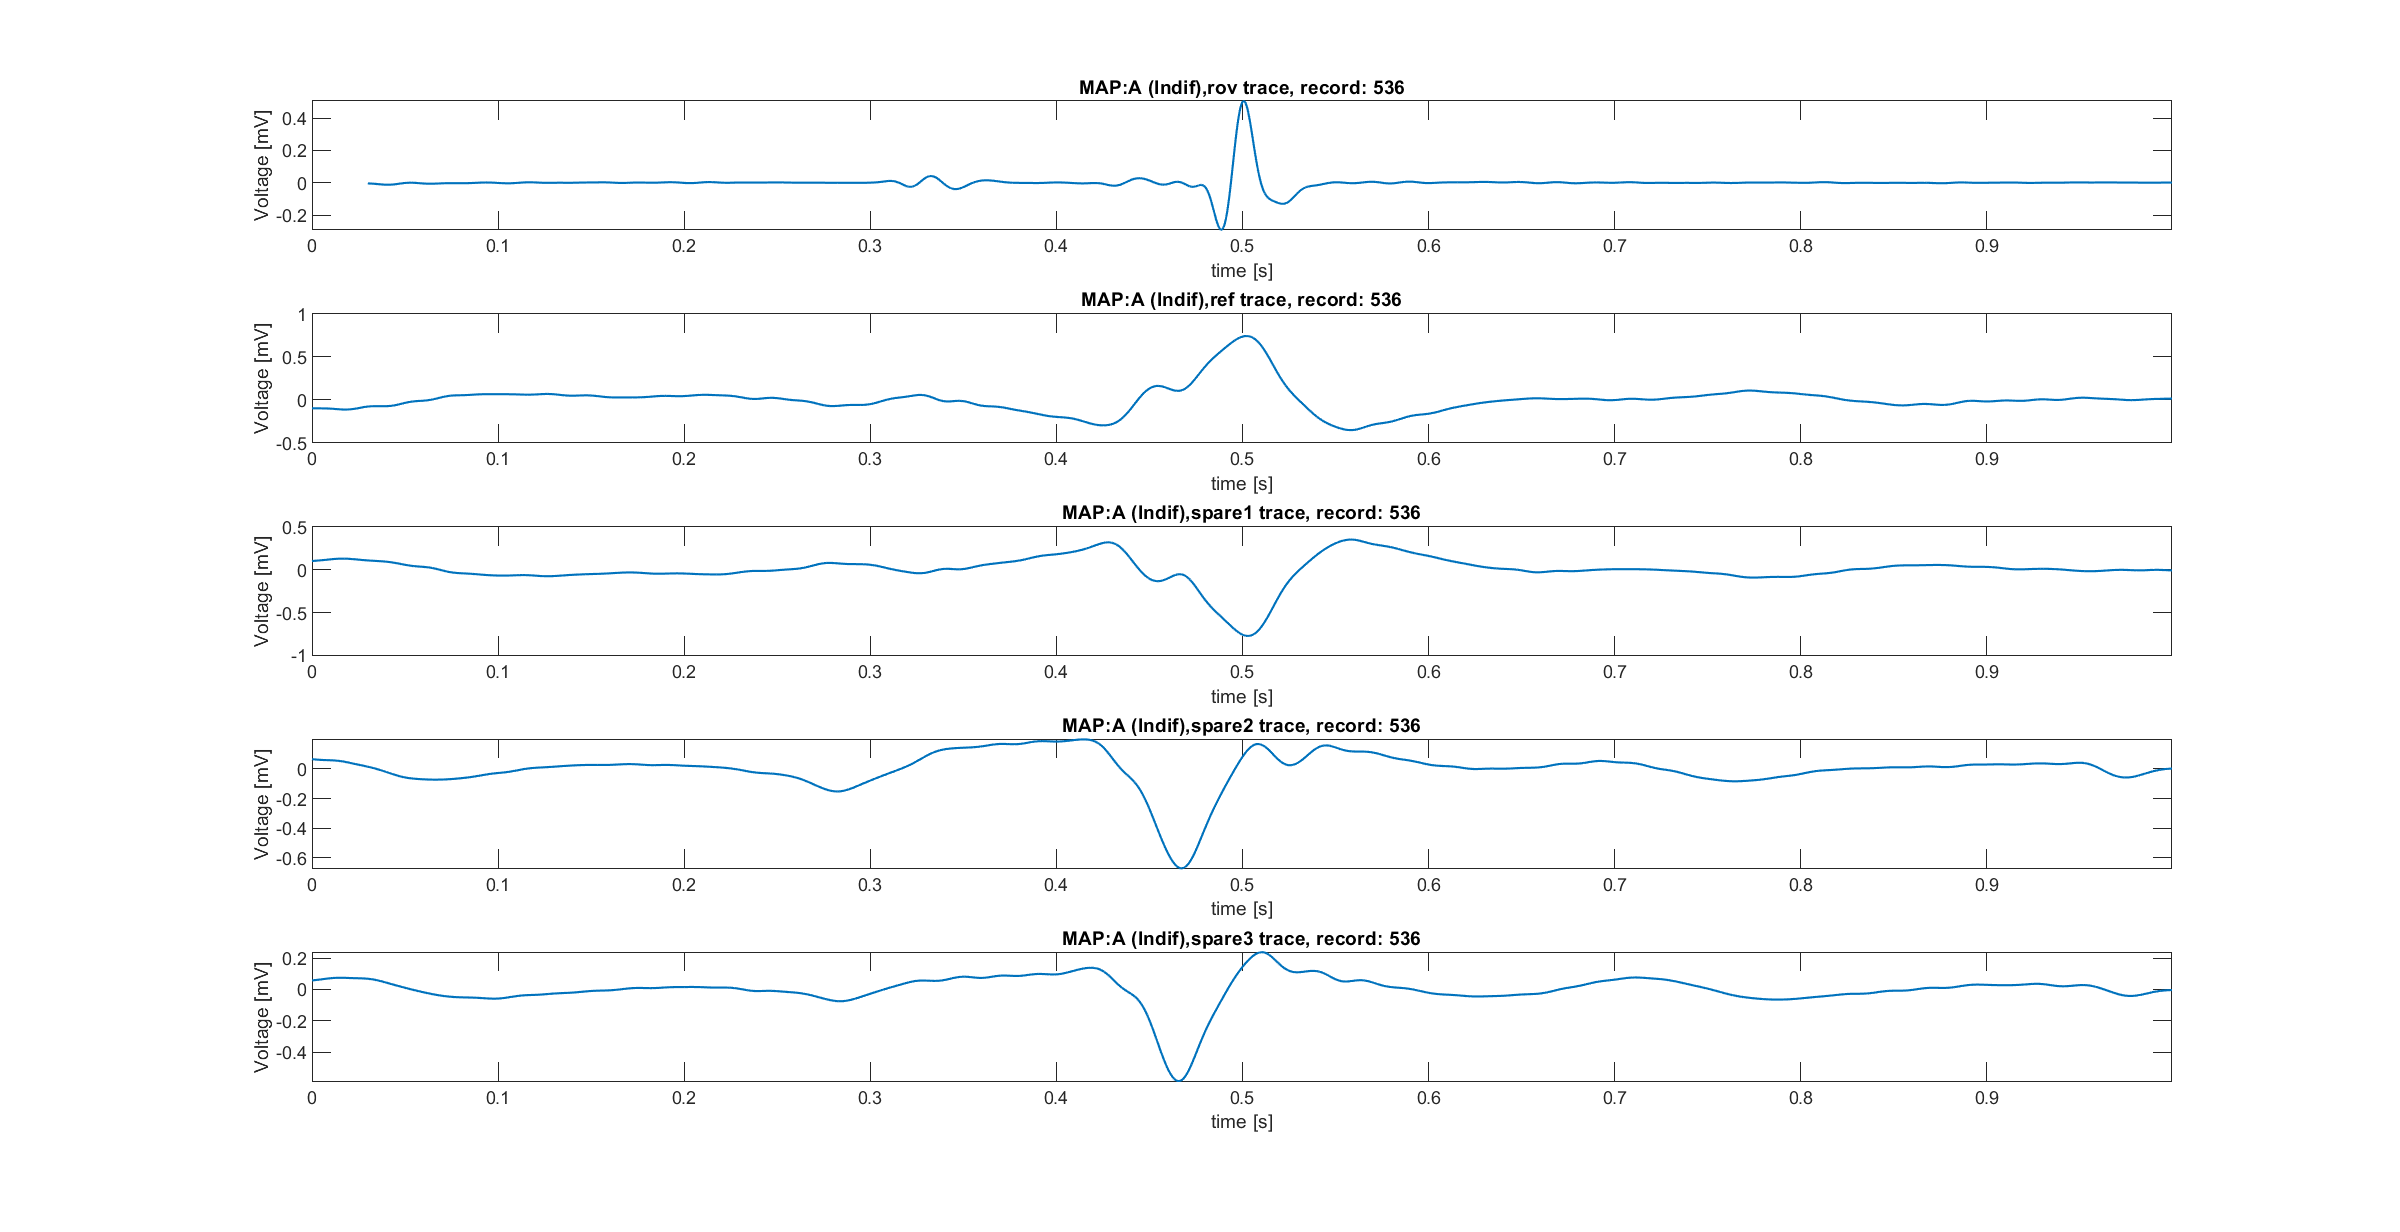 MAP:A (Indif),rov trace, record: 536
Voltage [mV]
0.4
0.2
0
-0.2
0 0.1 0.2 0.3 0.4 0.5 0.6 0.7 0.8 0.9
time [s]
MAP:A (Indif),ref trace, record: 536
Voltage [mV]
1
0.5
0
-0.5
0 0.1 0.2 0.3 0.4 0.5 0.6 0.7 0.8 0.9
time [s]
MAP:A (Indif),spare1 trace, record: 536
Voltage [mV]
0.5
0
-0.5
-1
0 0.1 0.2 0.3 0.4 0.5 0.6 0.7 0.8 0.9
time [s]
MAP:A (Indif),spare2 trace, record: 536
Voltage [mV]
0
-0.2
-0.4
-0.6
0 0.1 0.2 0.3 0.4 0.5 0.6 0.7 0.8 0.9
time [s]
MAP:A (Indif),spare3 trace, record: 536
Voltage [mV]
0.2
0
-0.2
-0.4
0 0.1 0.2 0.3 0.4 0.5 0.6 0.7 0.8 0.9
time [s]